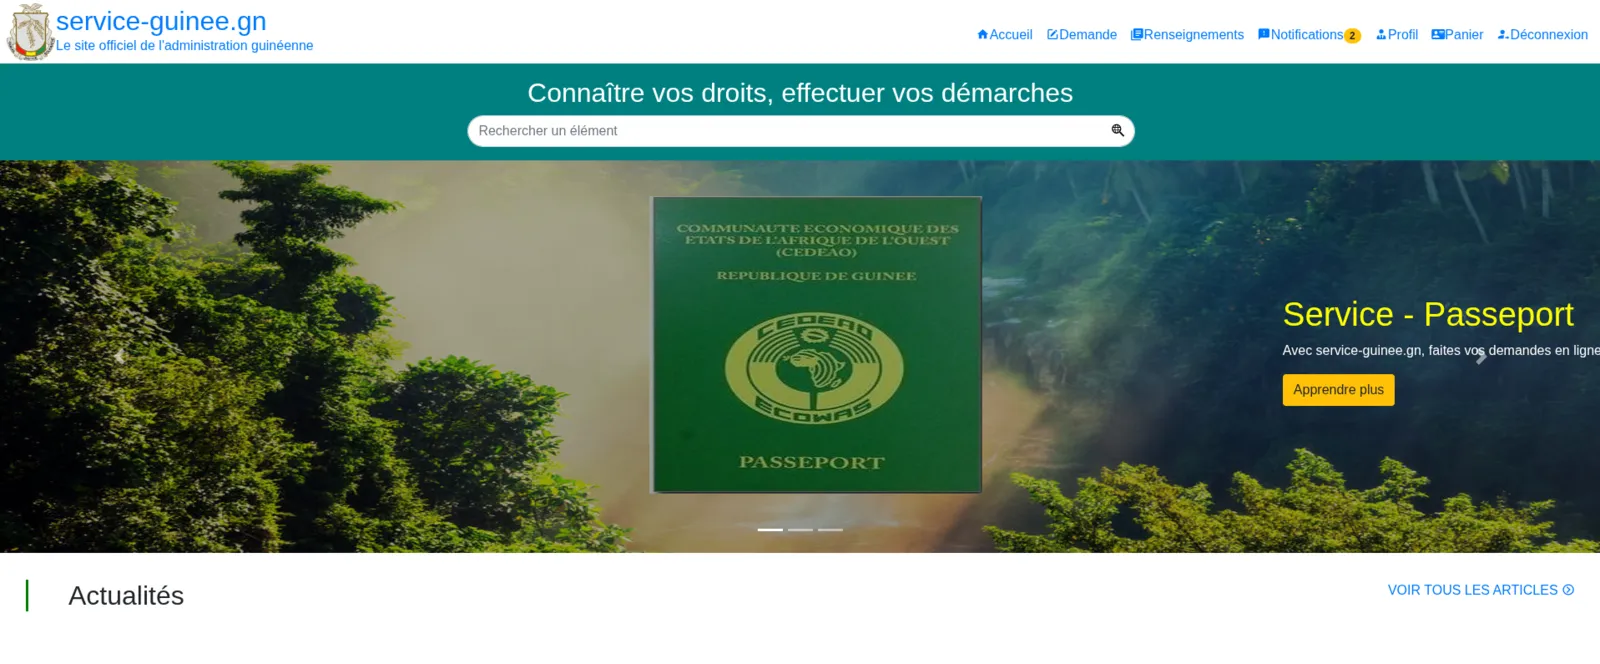 service-guinee.gn
Le site officiel de l'administration guinéenne
Accueil Demande Renseignements Notifications 2 Profil Panier Déconnexion
Connaître vos droits, effectuer vos démarches
Rechercher un élément
COMMUNAUTE ECONOMIQUE DES
ETATS DE L'AFRIQUE DE L'OUEST
(CEDEAO)
REPUBLIQUE DE GUINEE
CEDEAO
ECOWAS
PASSEPORT
Service - Passeport
Avec service-guinee.gn, faites vos demandes en ligne
Apprendre plus
Actualités
VOIR TOUS LES ARTICLES